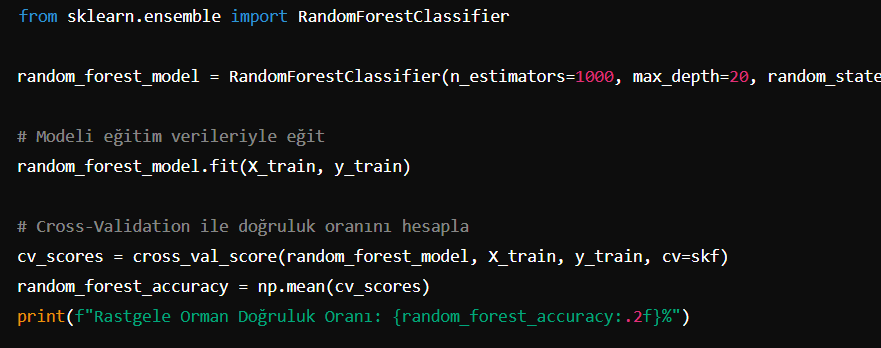 from sklearn.ensemble import RandomForestClassifier
random_forest_model = RandomForestClassifier(n_estimators=1000, max_depth=20, random_state
# Modeli eğitim verileriyle eğit
random_forest_model.fit(X_train, y_train)
# Cross-Validation ile doğruluk oranını hesapla
cv_scores = cross_val_score(random_forest_model, X_train, y_train, cv=skf)
random_forest_accuracy = np.mean(cv_scores)
print(f"Rastgele Orman Doğruluk Oranı: {random_forest_accuracy:.2f}%")